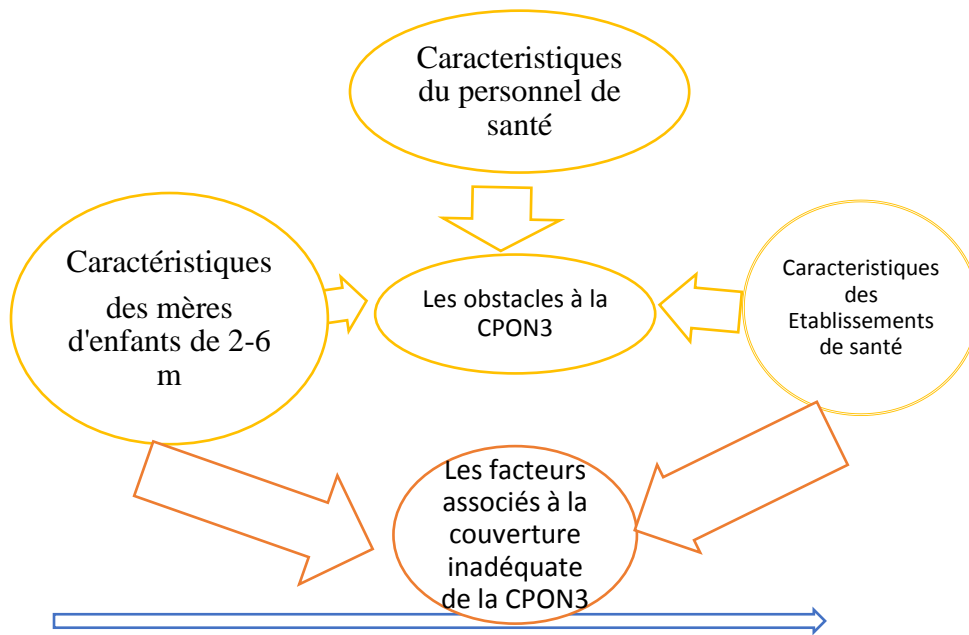 Caracteristiques
du personnel de
santé
Caractéristiques
des mères
d'enfants de 2-6
m
Les obstacles à la
CPON3
Caracteristiques
des
Etablissements
de santé
Les facteurs
associés à la
couverture
inadéquate
de la CPON3